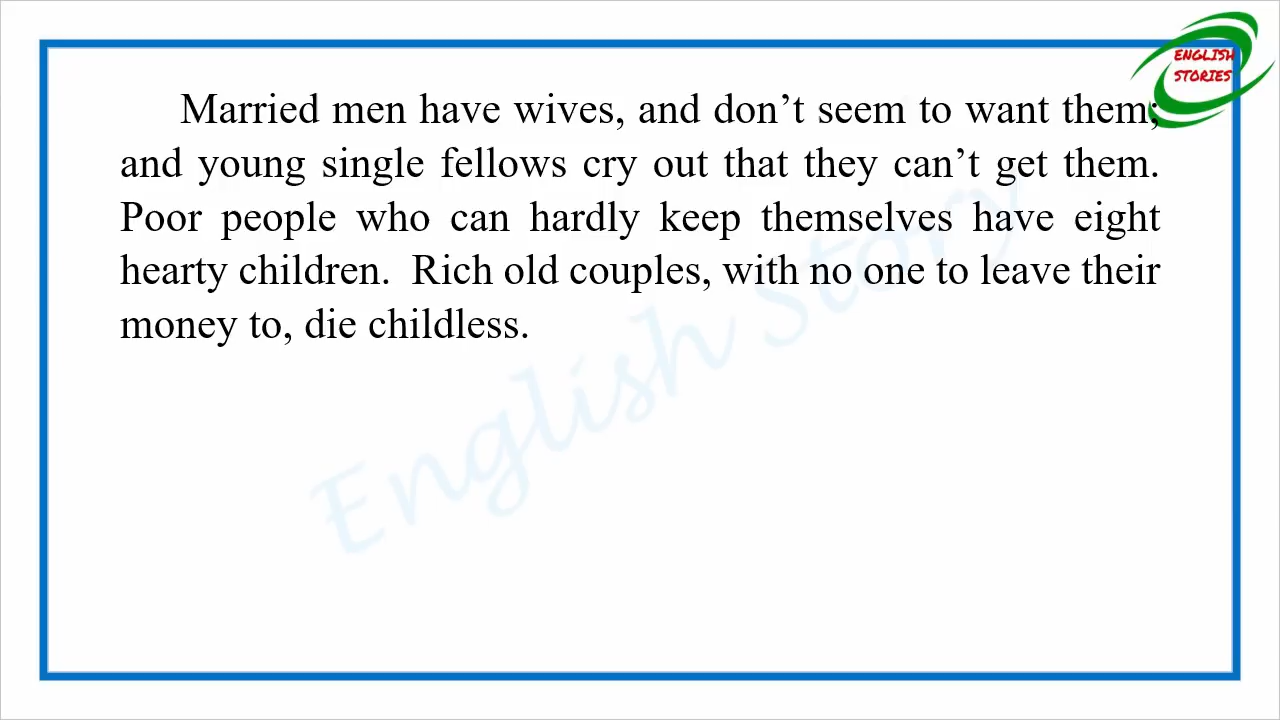 ENGLISH
STORIES
Married men have wives, and don’t seem to want them;
and young single fellows cry out that they can’t get them.
Poor people who can hardly keep themselves have eight
hearty children.  Rich old couples, with no one to leave their
money to, die childless.
English Story